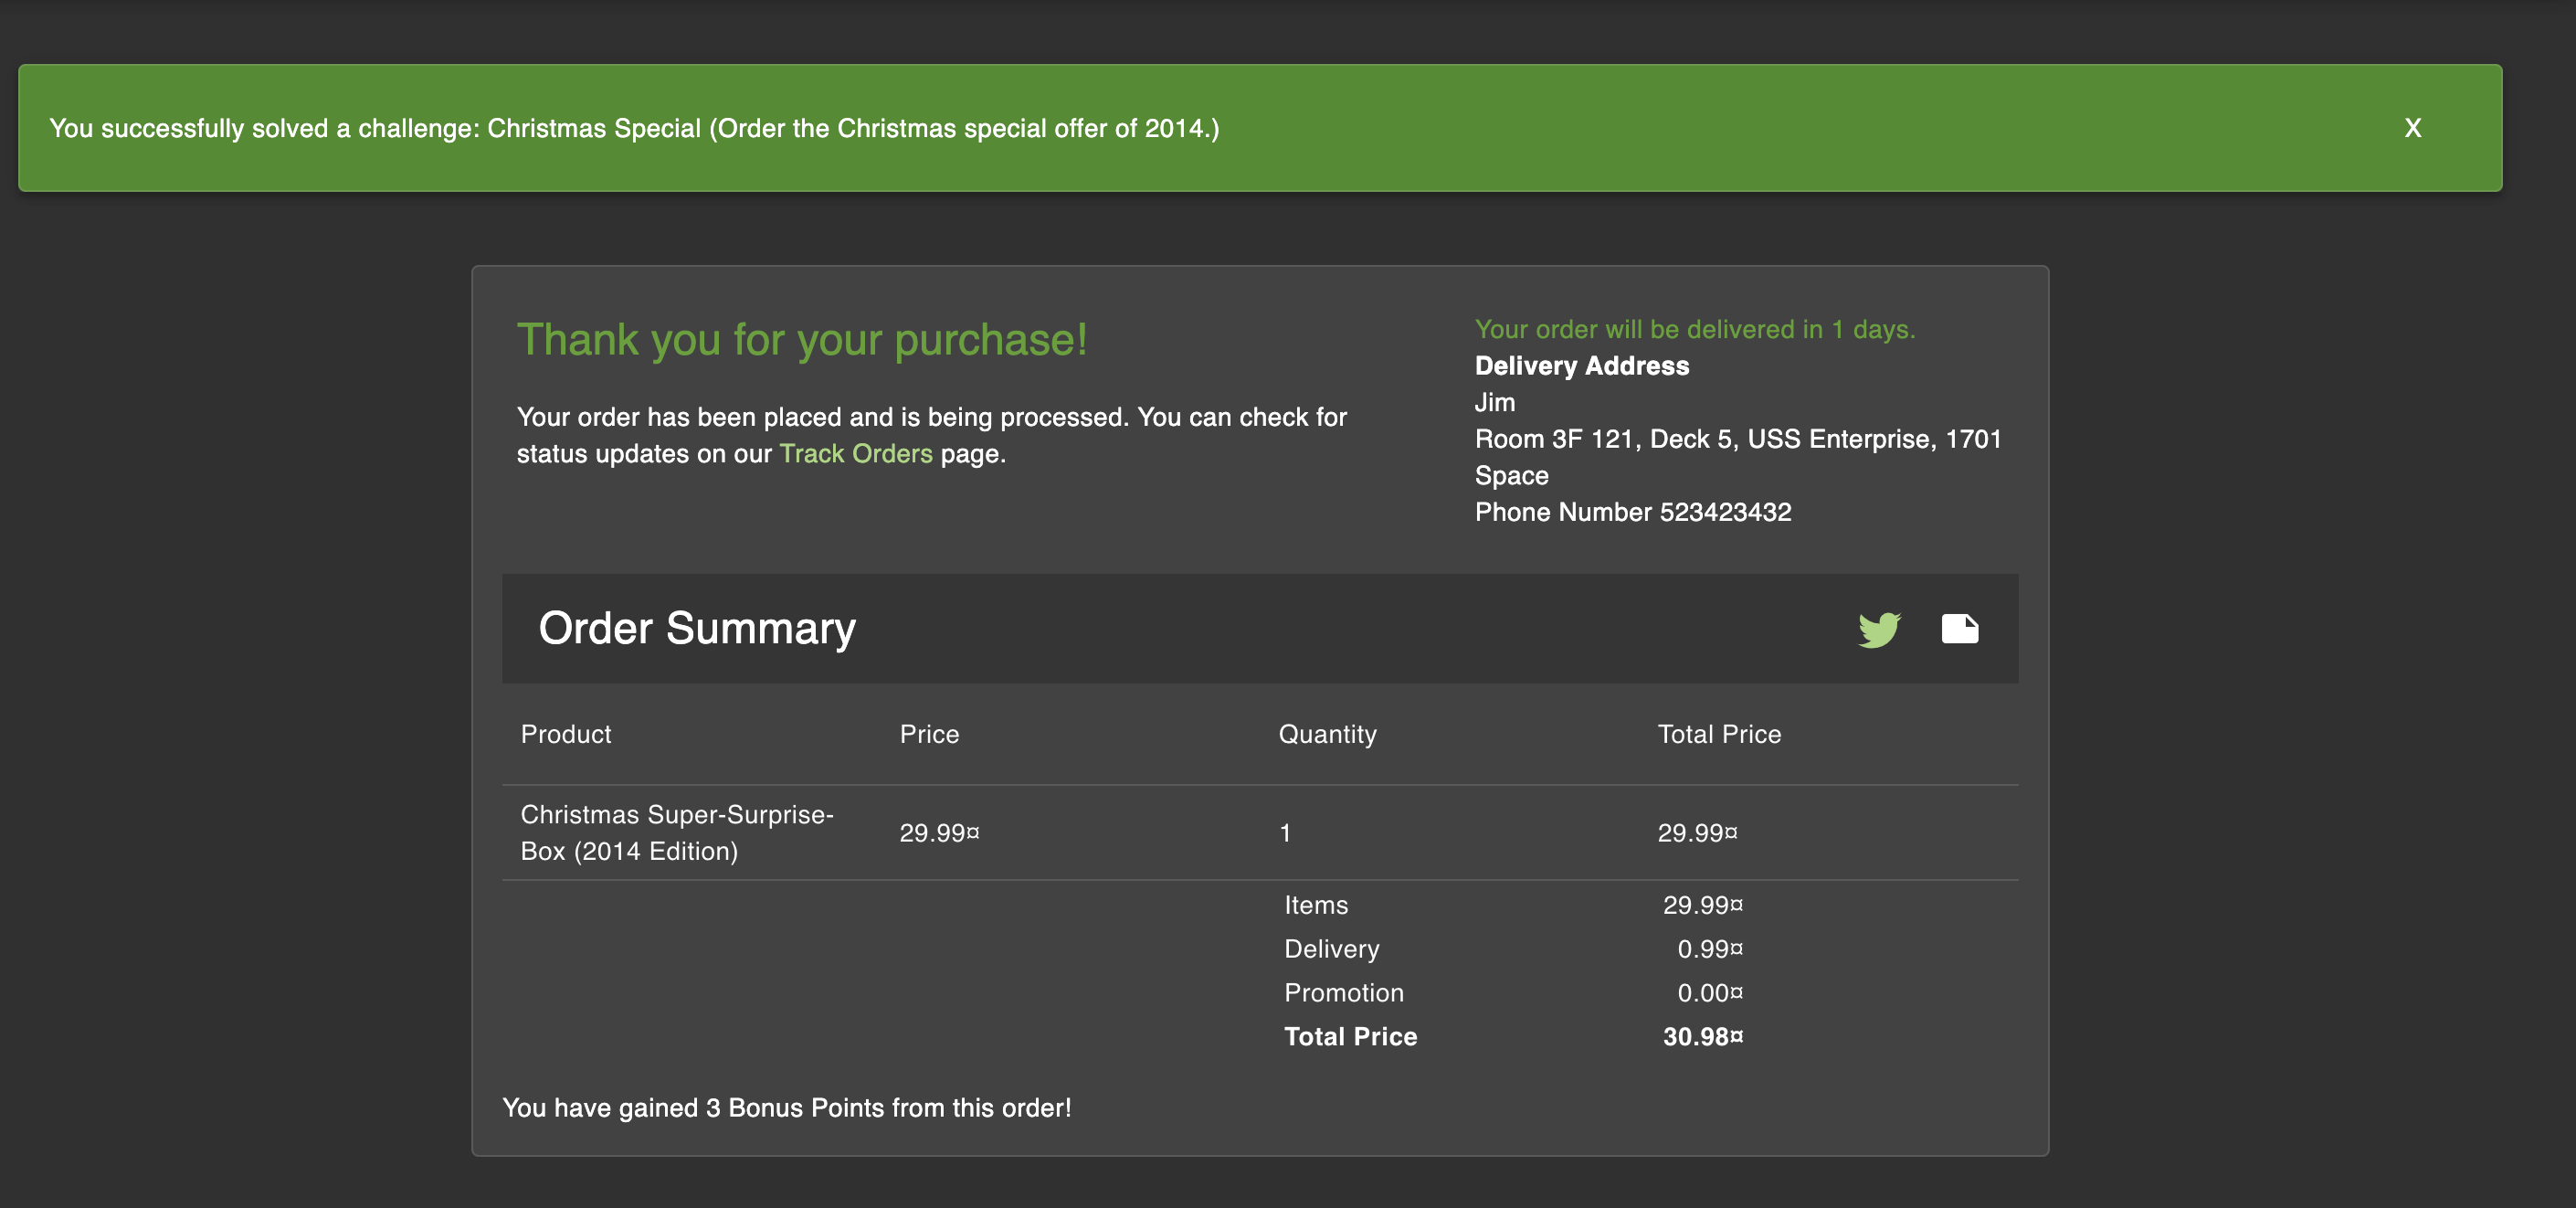 You successfully solved a challenge: Christmas Special (Order the Christmas special offer of 2014.)
X
Thank you for your purchase!
Your order has been placed and is being processed. You can check for
status updates on our Track Orders page.
Your order will be delivered in 1 days.
Delivery Address
Jim
Room 3F 121, Deck 5, USS Enterprise, 1701
Space
Phone Number 523423432
Order Summary
Product Price Quantity Total Price
Christmas Super-Surprise-
Box (2014 Edition) 29.99¤ 1 29.99¤
Items 29.99¤
Delivery 0.99¤
Promotion 0.00¤
Total Price 30.98¤
You have gained 3 Bonus Points from this order!